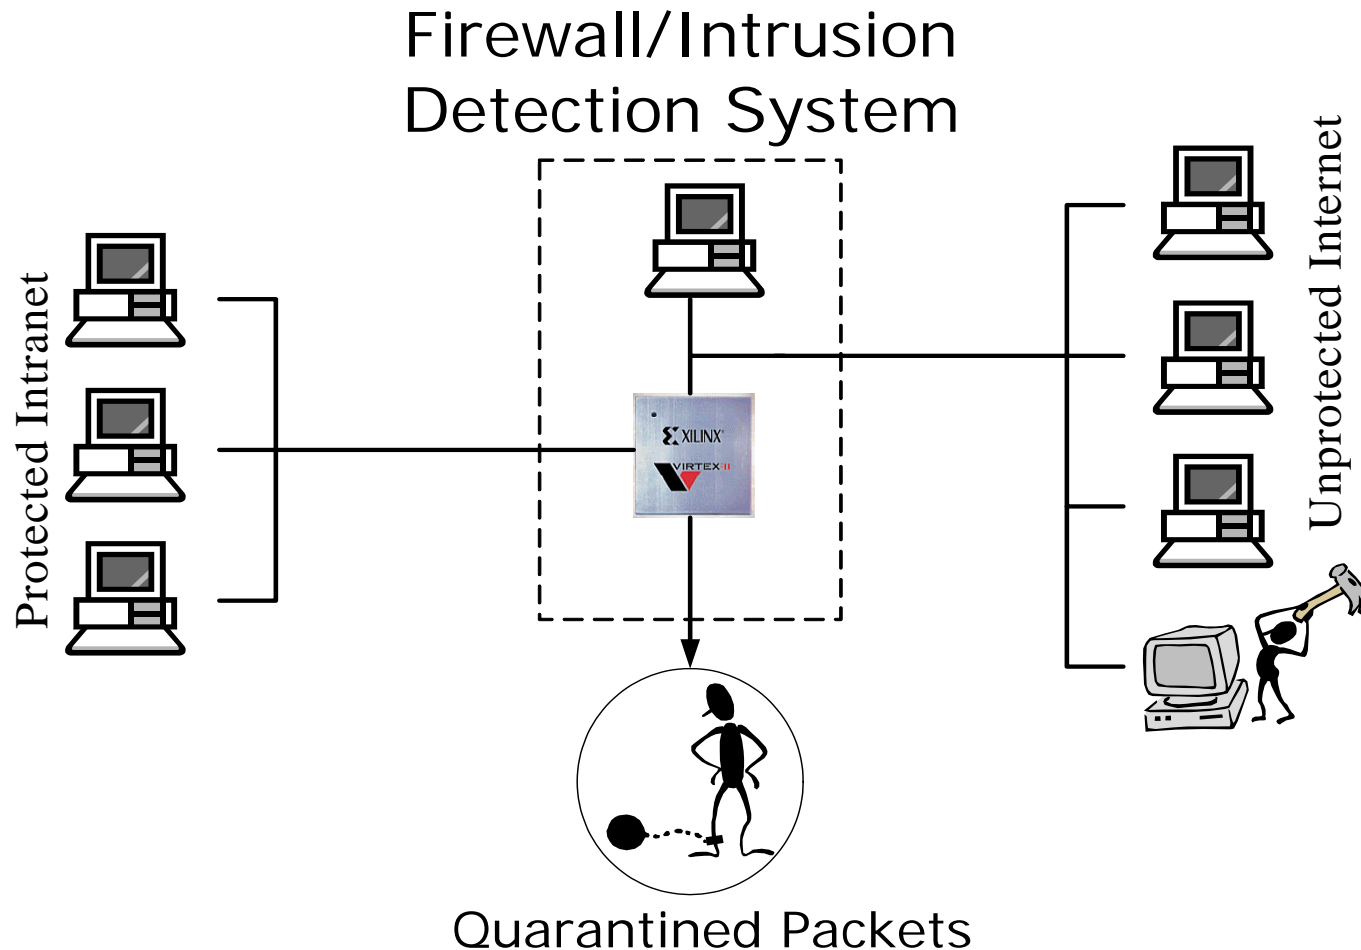 Firewall/Intrusion
Detection System
Protected Intranet
Unprotected Internet
XILINX
VIRTEX-II
Quarantined Packets